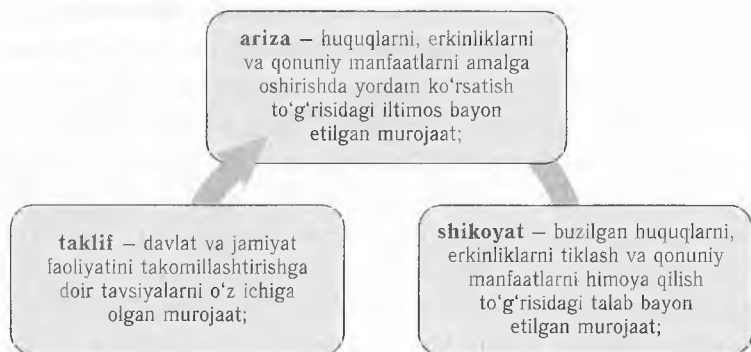 ariza – huquqlarni, erkinliklarni
va qonuniy manfaatlarni amalga
oshirishda yordam ko‘rsatish
to‘g‘risidagi iltimos bayon
etilgan murojaat;
taklif – davlat va jamiyat
faoliyatini takomillashtirishga
doir tavsiyalarni o‘z ichiga
olgan murojaat;
shikoyat – buzilgan huquqlarni,
erkinliklarni tiklash va qonuniy
manfaatlarni himoya qilish
to‘g‘risidagi talab bayon
etilgan murojaat;